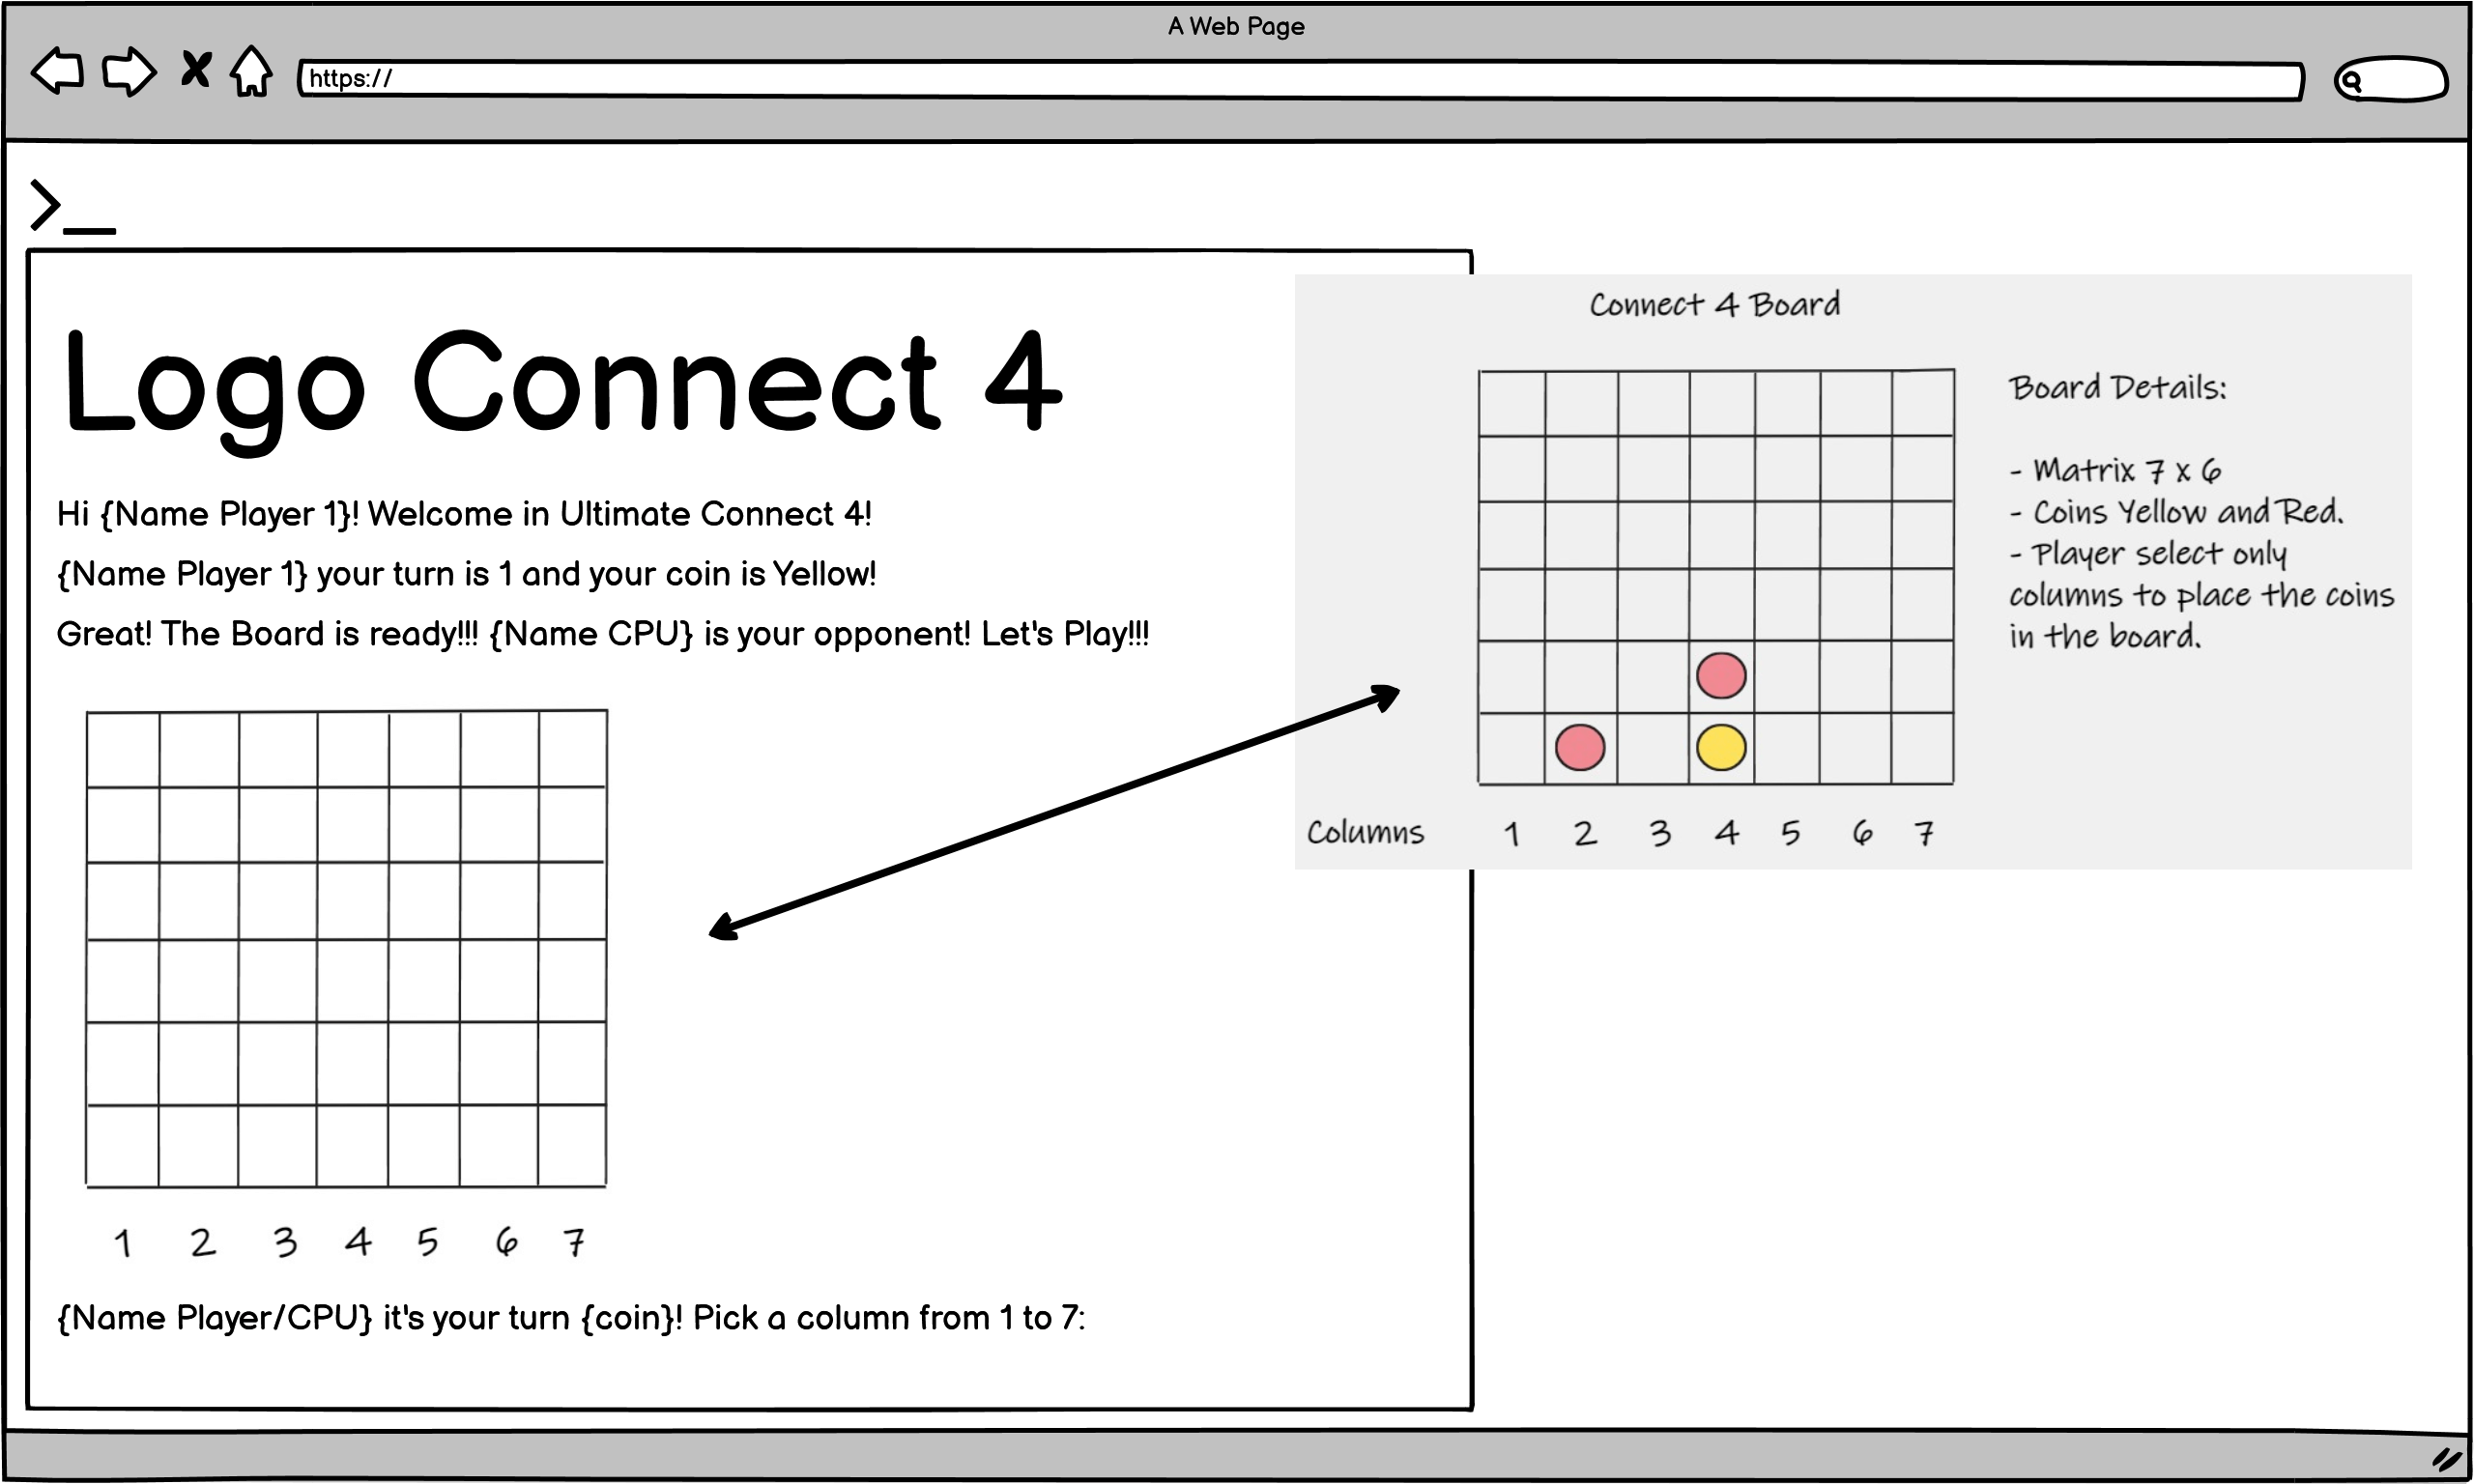 A Web Page
https://
>_
Logo Connect 4
Hi {Name Player 1}! Welcome in Ultimate Connect 4!
{Name Player 1} your turn is 1 and your coin is Yellow!
Great! The Board is ready!!! {Name CPU} is your opponent! Let's Play!!!
1 2 3 4 5 6 7
{Name Player/CPU} it's your turn {coin}! Pick a column from 1 to 7:
Connect 4 Board
Board Details:
- Matrix 7 x 6
- Coins Yellow and Red.
- Player select only
columns to place the coins
in the board.
Columns 1 2 3 4 5 6 7